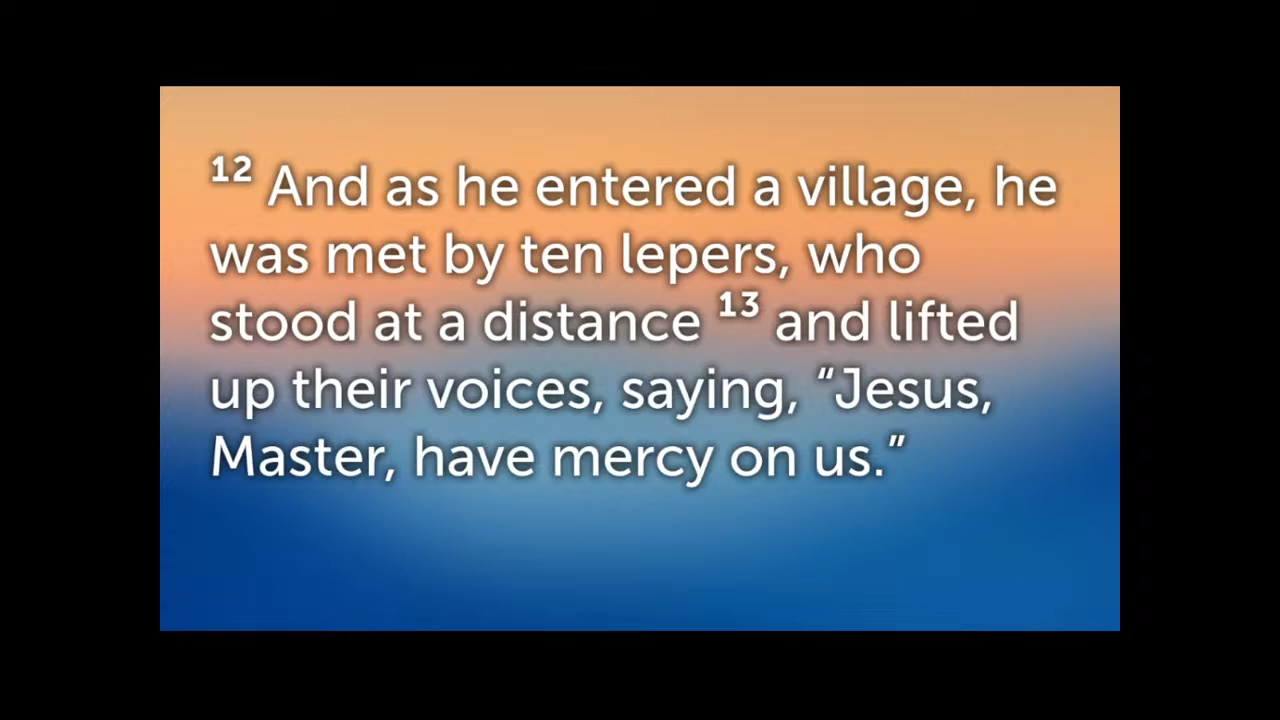 12 And as he entered a village, he
was met by ten lepers, who
stood at a distance 13 and lifted
up their voices, saying, “Jesus,
Master, have mercy on us.”